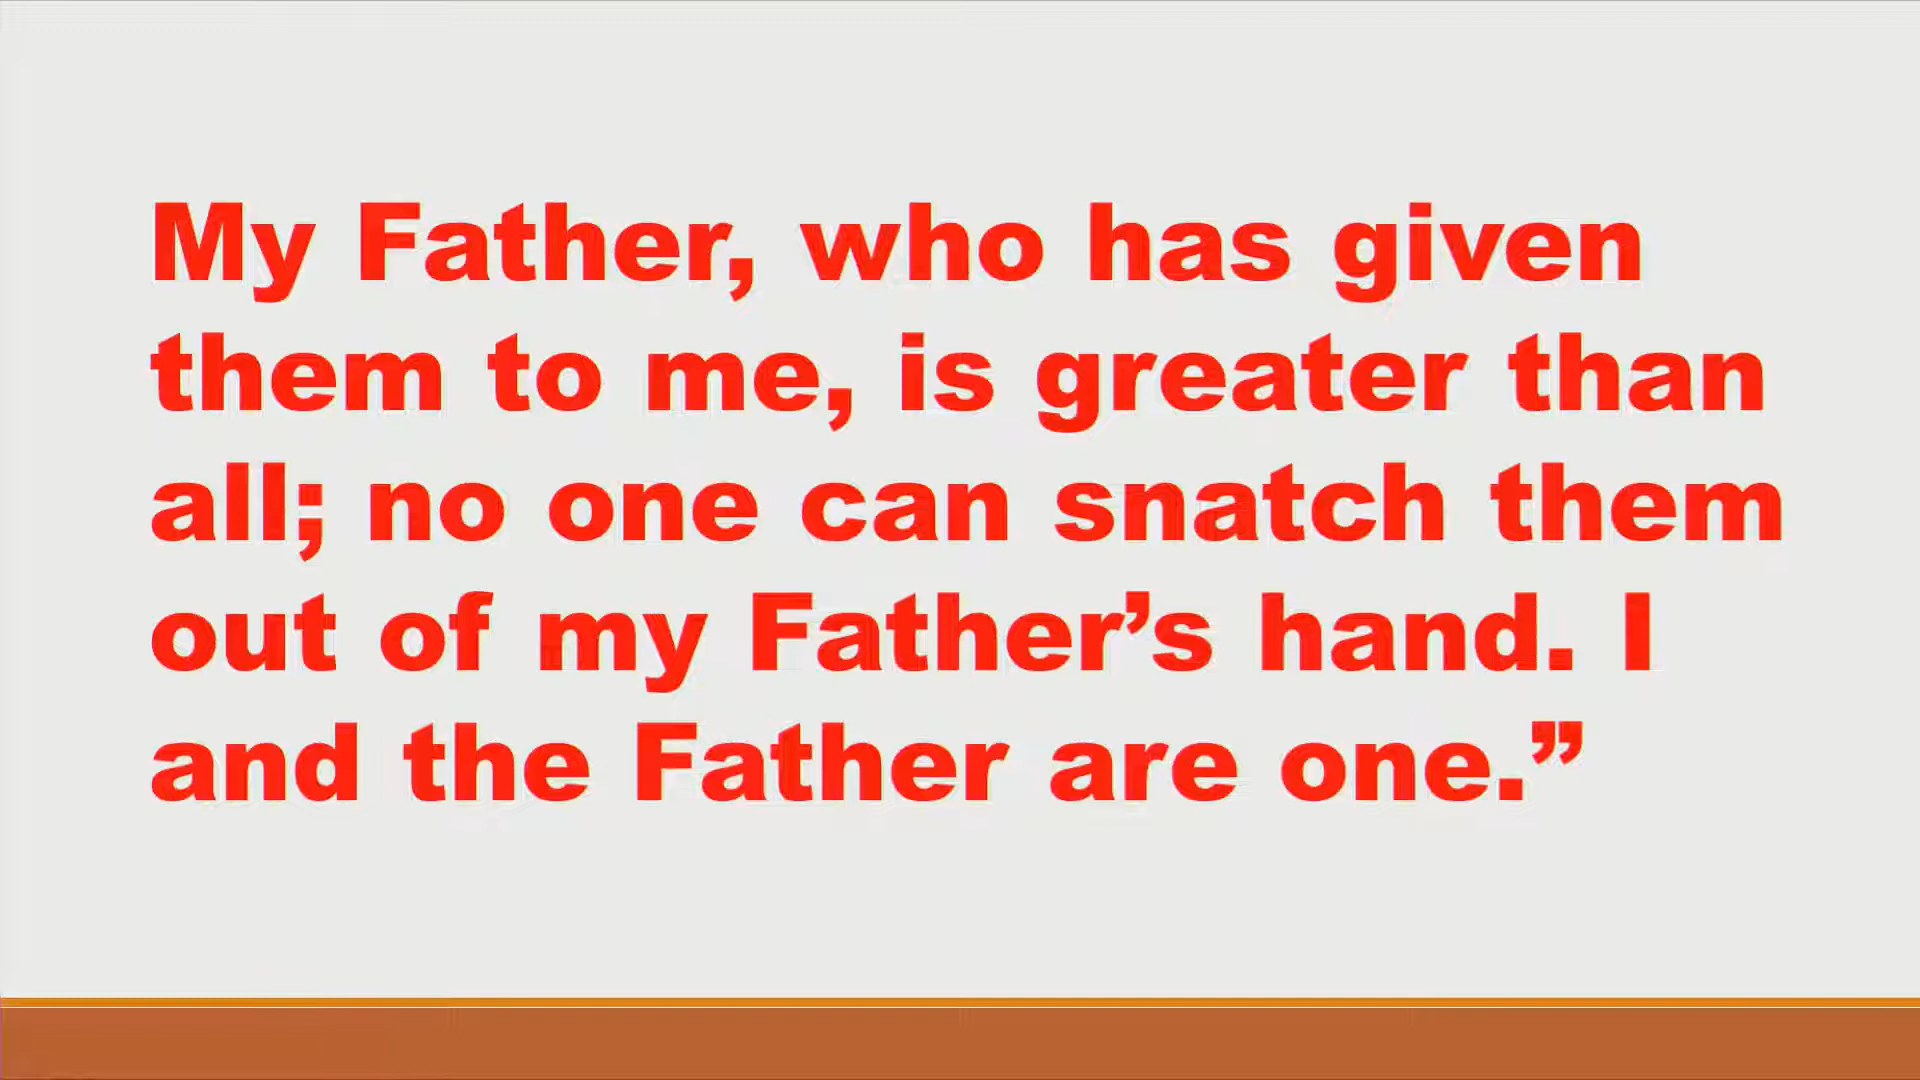 My Father, who has given
them to me, is greater than
all; no one can snatch them
out of my Father’s hand. I
and the Father are one.”